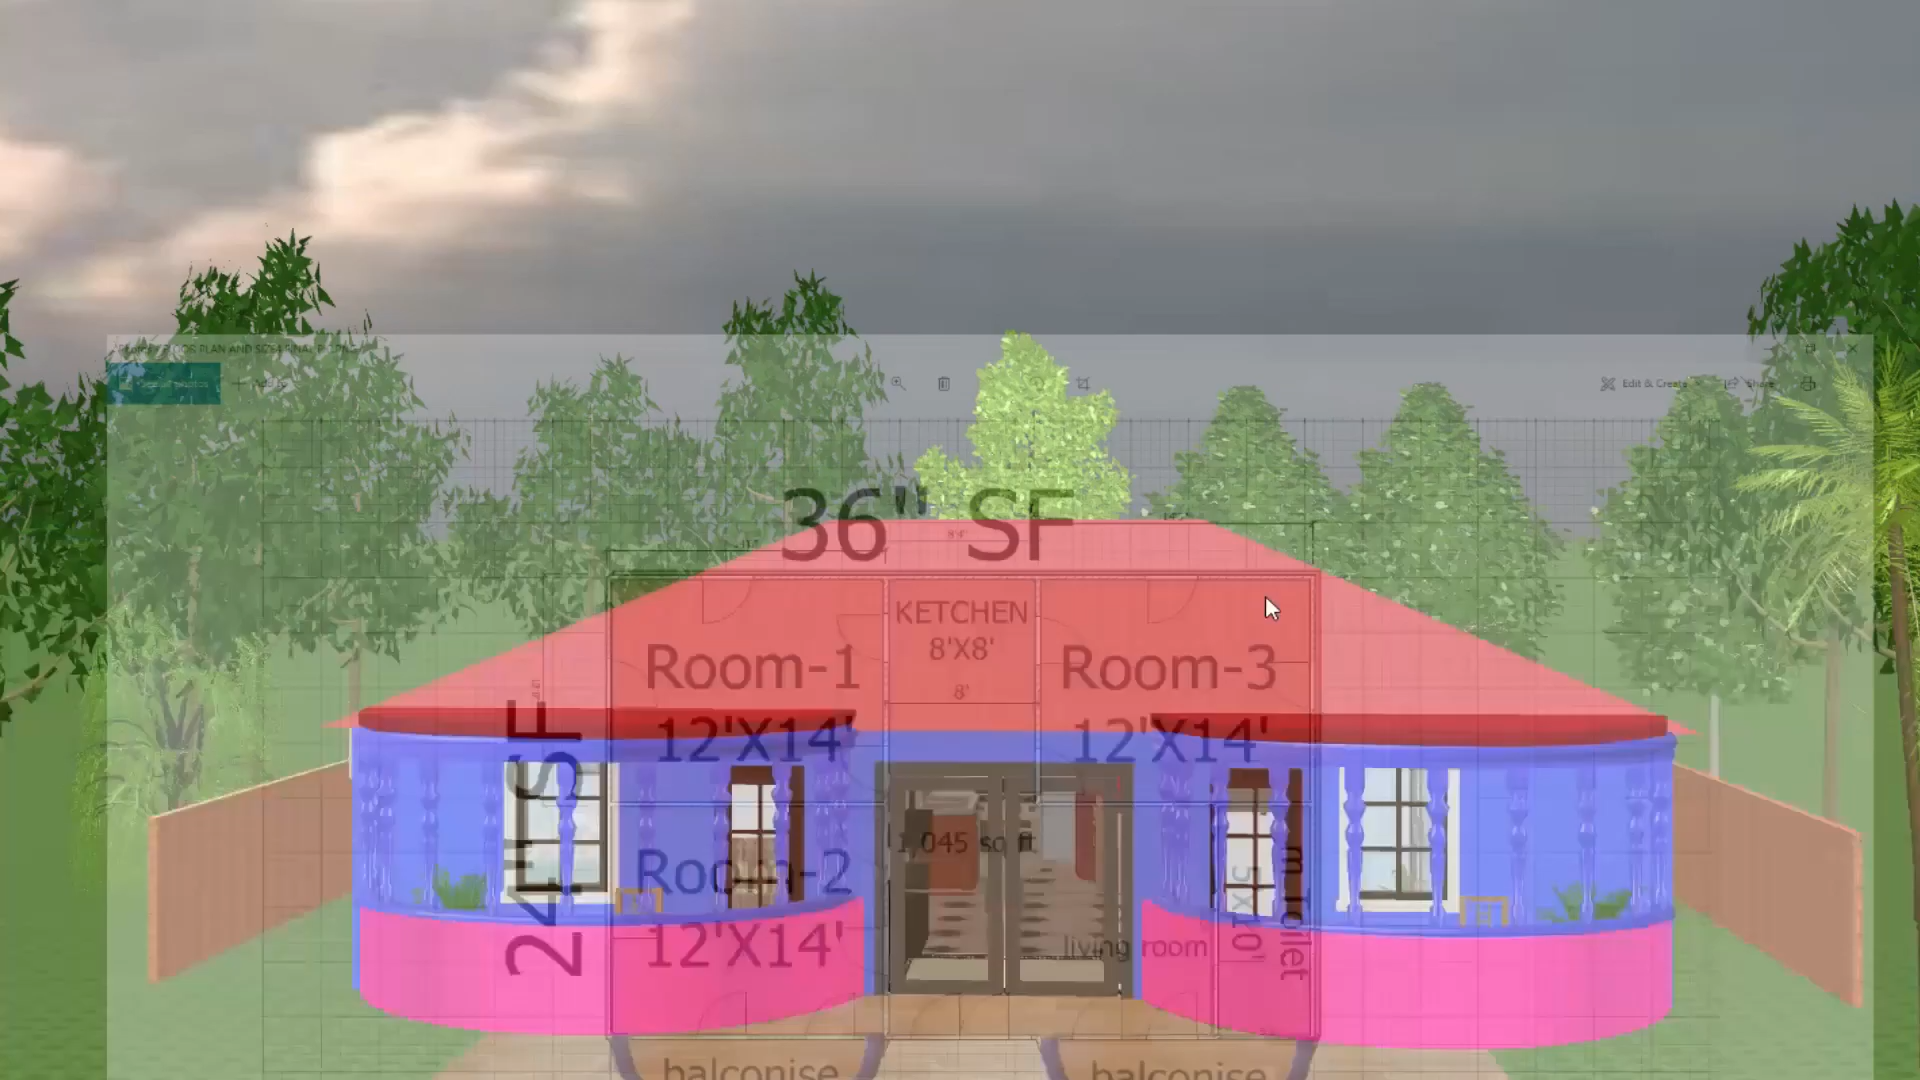 Edit & Create
Share
36" SF
KETCHEN
8'X8'
8'
Room-1
12'X14'
Room-3
12'X14'
24" SF
1,045 sq ft
Room-2
12'X14'
living room
5'x10'
m toilet
balconise
balconise